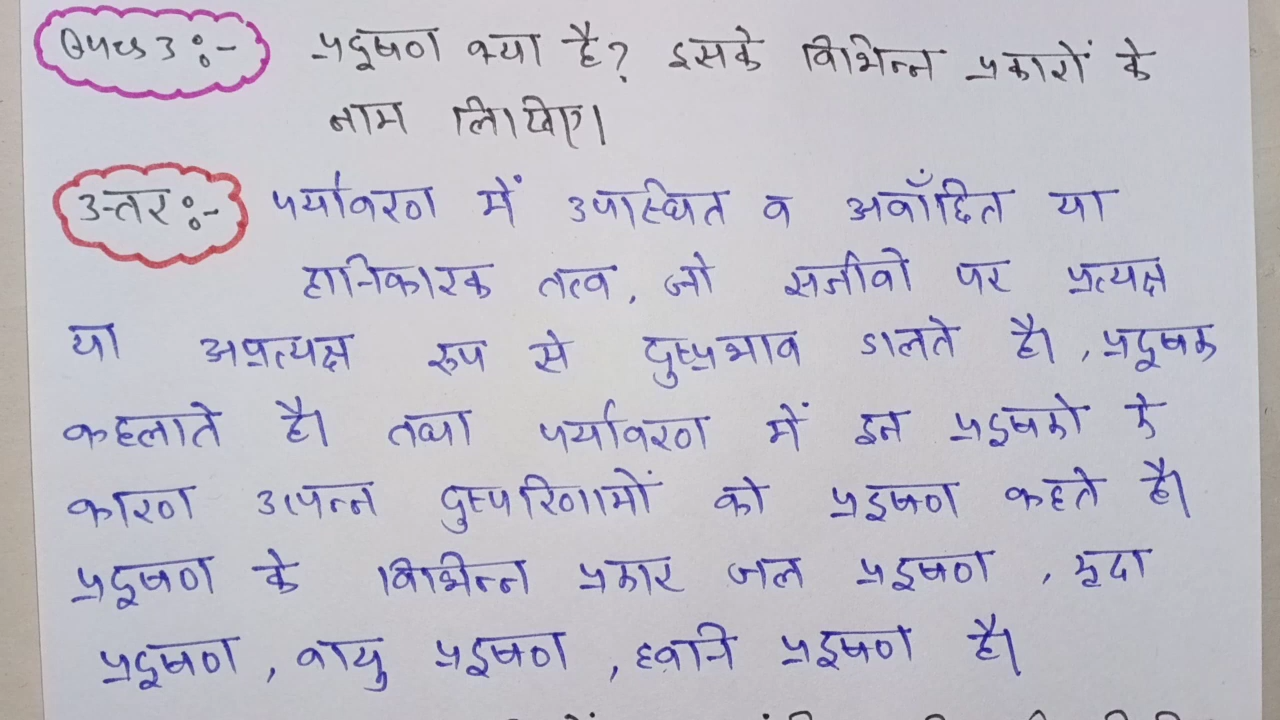 प्रश्न 3 :- प्रदूषण क्या है? इसके विभिन्न प्रकारों के
नाम लिखिए।
उत्तर :- पर्यावरण में उपास्थित व अवाँछित या
हानिकारक तत्व, जो सजीवो पर प्रत्यक्ष
या अप्रत्यक्ष रूप से दुष्प्रभाव डालते है। , प्रदूषक
कहलाते है। तथा पर्यावरण में इन प्रदुषको के
कारण उत्पन्न दुष्परिणामों को प्रदुषण कहते है।
प्रदूषण के विभिन्न प्रकार जल प्रदुषण , मृदा
प्रदूषण , वायु प्रदुषण , ध्वनि प्रदुषण है।